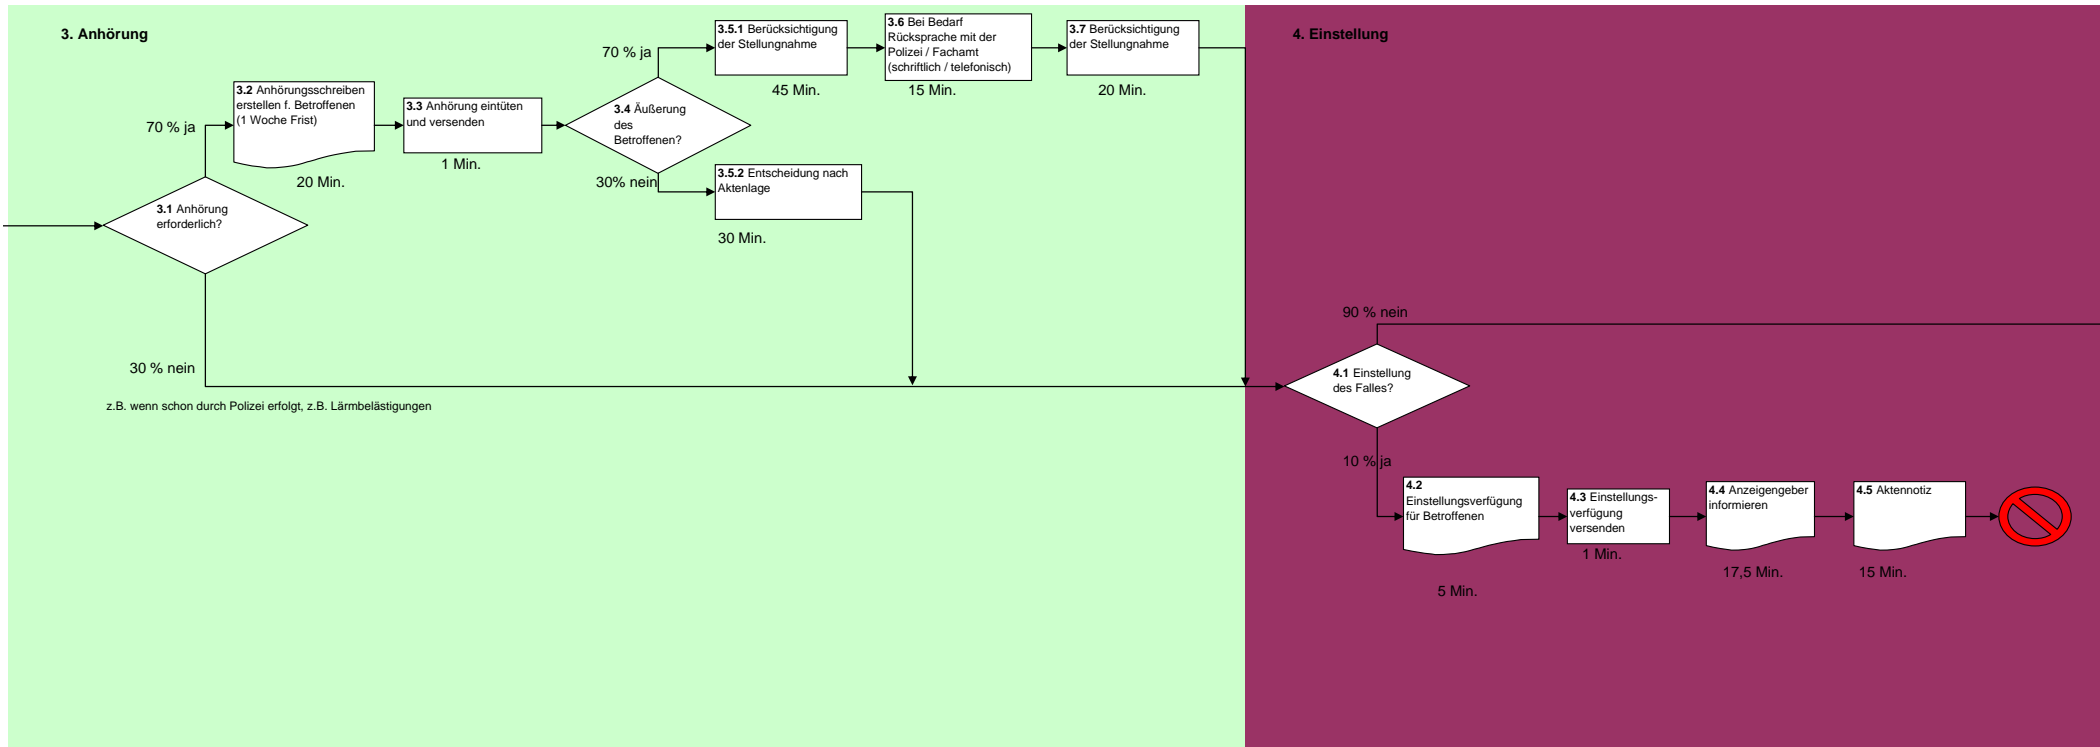 3. Anhörung
70 % ja
3.2 Anhörungsschreiben
erstellen f. Betroffenen
(1 Woche Frist)
20 Min.
3.3 Anhörung eintüten
und versenden
1 Min.
3.1 Anhörung
erforderlich?
30 % nein
z.B. wenn schon durch Polizei erfolgt, z.B. Lärmbelästigungen
3.4 Äußerung
des
Betroffenen?
70 % ja
3.5.1 Berücksichtigung
der Stellungnahme
45 Min.
3.6 Bei Bedarf
Rücksprache mit der
Polizei / Fachamt
(schriftlich / telefonisch)
15 Min.
3.7 Berücksichtigung
der Stellungnahme
20 Min.
30% nein
3.5.2 Entscheidung nach
Aktenlage
30 Min.
4. Einstellung
90 % nein
4.1 Einstellung
des Falles?
10 % ja
4.2
Einstellungsverfügung
für Betroffenen
5 Min.
4.3 Einstellungs-
verfügung
versenden
1 Min.
4.4 Anzeigengeber
informieren
17,5 Min.
4.5 Aktennotiz
15 Min.